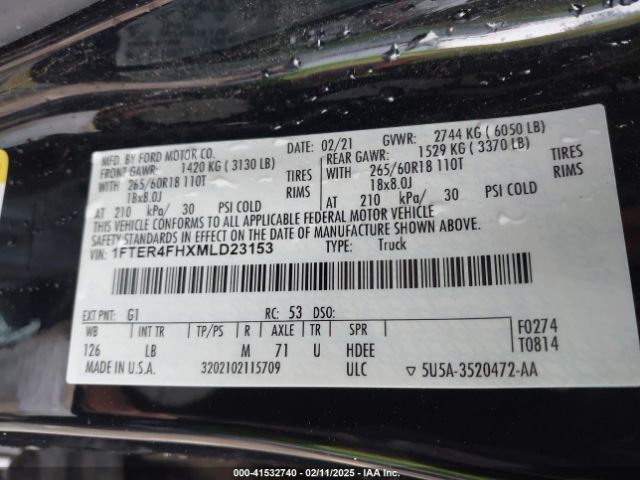 MFD. BY FORD MOTOR CO. DATE: 02/21 GVWR: 2744 KG ( 6050 LB)
FRONT GAWR: 1420 KG ( 3130 LB) REAR GAWR: 1529 KG ( 3370 LB)
WITH 265/60R18 110T TIRES WITH 265/60R18 110T TIRES
18x8.0J RIMS 18x8.0J RIMS
AT 210 kPa/ 30 PSI COLD AT 210 kPa/ 30 PSI COLD
THIS VEHICLE CONFORMS TO ALL APPLICABLE FEDERAL MOTOR VEHICLE
SAFETY STANDARDS IN EFFECT ON THE DATE OF MANUFACTURE SHOWN ABOVE.
VIN: 1FTER4FHXMLD23153 TYPE: Truck
EXT PNT: G1 RC: 53 DSO:
WB INT TR TP/PS R AXLE TR SPR F0274
126 LB M 71 U HDEE T0814
MADE IN U.S.A. 3202102115709 ULC ▽ 5U5A-3520472-AA
000-41532740 - 02/11/2025 - IAA Inc.